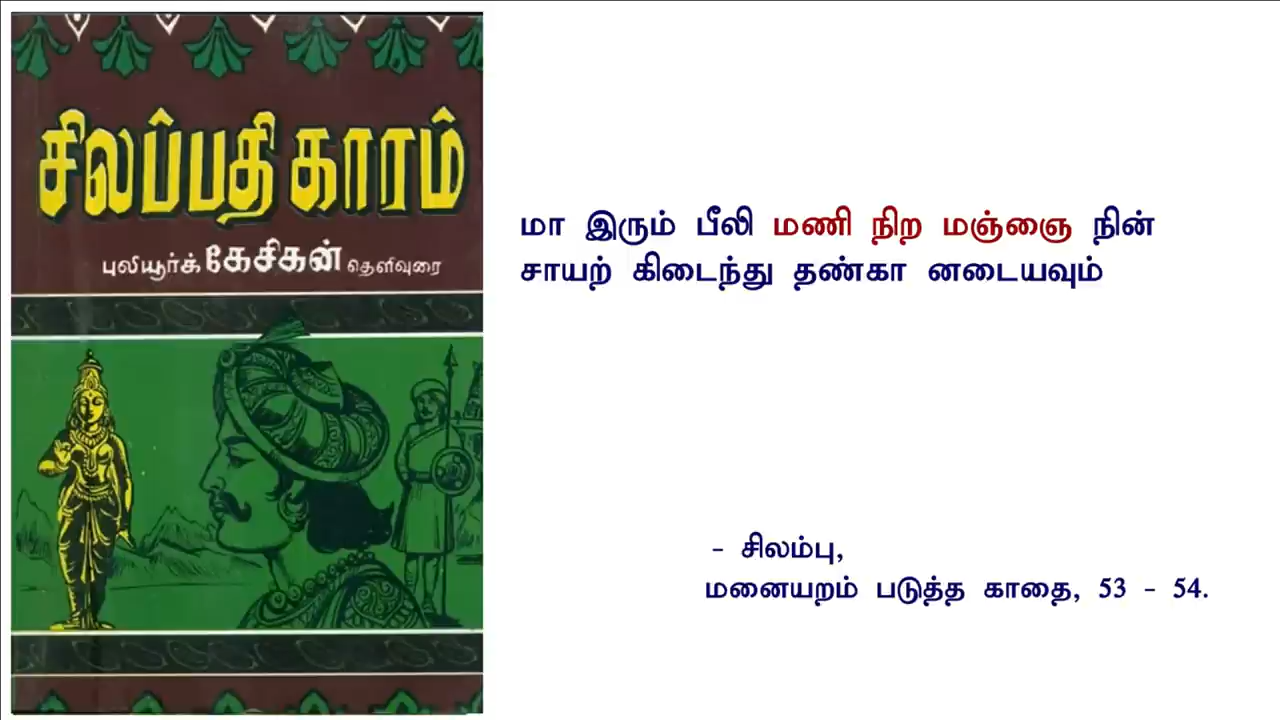 சிலப்பதி காரம்
புலியூர்க் கேசிகன் தெளிவுரை
மா இரும் பீலி மணி நிற மஞ்ஞை நின்
சாயற் கிடைந்து தண்கா னடையவும்
- சிலம்பு,
மனையறம் படுத்த காதை, 53 - 54.